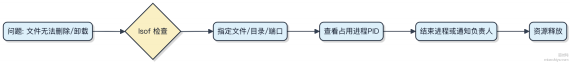 问题: 文件无法删除/卸载
lsof 检查
指定文件/目录/端口
查看占用进程PID
结束进程或通知负责人
资源释放